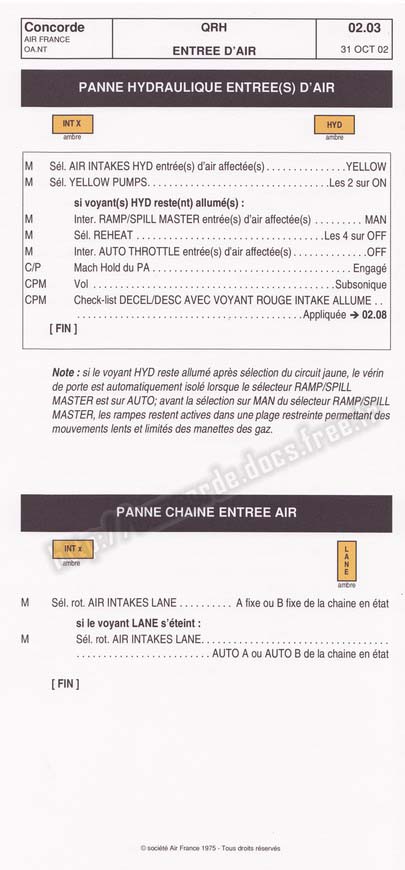 Concorde QRH 02.03
AIR FRANCE
OA.NT ENTREE D'AIR 31 OCT 02
PANNE HYDRAULIQUE ENTREE(S) D'AIR
INT X HYD
ambre ambre
M Sél. AIR INTAKES HYD entrée(s) d'air affectée(s) . . . . . . . . . . . . . .YELLOW
M Sél. YELLOW PUMPS. . . . . . . . . . . . . . . . . . . . . . . . . . . . . . . .Les 2 sur ON
si voyant(s) HYD reste(nt) allumé(s) :
M Inter. RAMP/SPILL MASTER entrée(s) d'air affectée(s) . . . . . . . . . MAN
M Sél. REHEAT . . . . . . . . . . . . . . . . . . . . . . . . . . . . . . .Les 4 sur OFF
M Inter. AUTO THROTTLE entrée(s) d'air affectée(s) . . . . . . . . . . . . . .OFF
C/P Mach Hold du PA . . . . . . . . . . . . . . . . . . . . . . . . . . . . . . . . . . Engagé
CPM Vol . . . . . . . . . . . . . . . . . . . . . . . . . . . . . . . . . . . . . . . Subsonique
CPM Check-list DECEL/DESC AVEC VOYANT ROUGE INTAKE ALLUME . .
. . . . . . . . . . . . . . . . . . . . . . . . . . . . . . . . . . . .Appliquée ➔ 02.08
[ FIN ]
Note : si le voyant HYD reste allumé après sélection du circuit jaune, le vérin
de porte est automatiquement isolé lorsque le sélecteur RAMP/SPILL
MASTER est sur AUTO; avant la sélection sur MAN du sélecteur RAMP/SPILL
MASTER, les rampes restent actives dans une plage restreinte permettant des
mouvements lents et limités des manettes des gaz.
http://concorde.docs.free.fr
PANNE CHAINE ENTREE AIR
INT x LANE
ambre ambre
M Sél. rot. AIR INTAKES LANE . . . . . . . . . A fixe ou B fixe de la chaine en état
si le voyant LANE s'éteint :
M Sél. rot. AIR INTAKES LANE. . . . . . . . . . . . . . . . . . . . . . . . . . . . . . . . .
. . . . . . . . . . . . . . . . . . . . . . . . AUTO A ou AUTO B de la chaine en état
[ FIN ]
© société Air France 1975 - Tous droits réservés